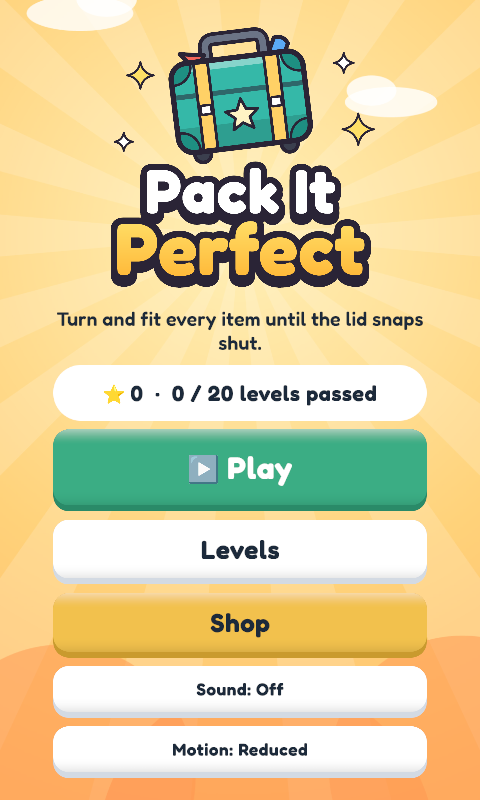 Pack It
Perfect
Turn and fit every item until the lid snaps
shut.
⭐ 0 · 0 / 20 levels passed
▶️ Play
Levels
Shop
Sound: Off
Motion: Reduced